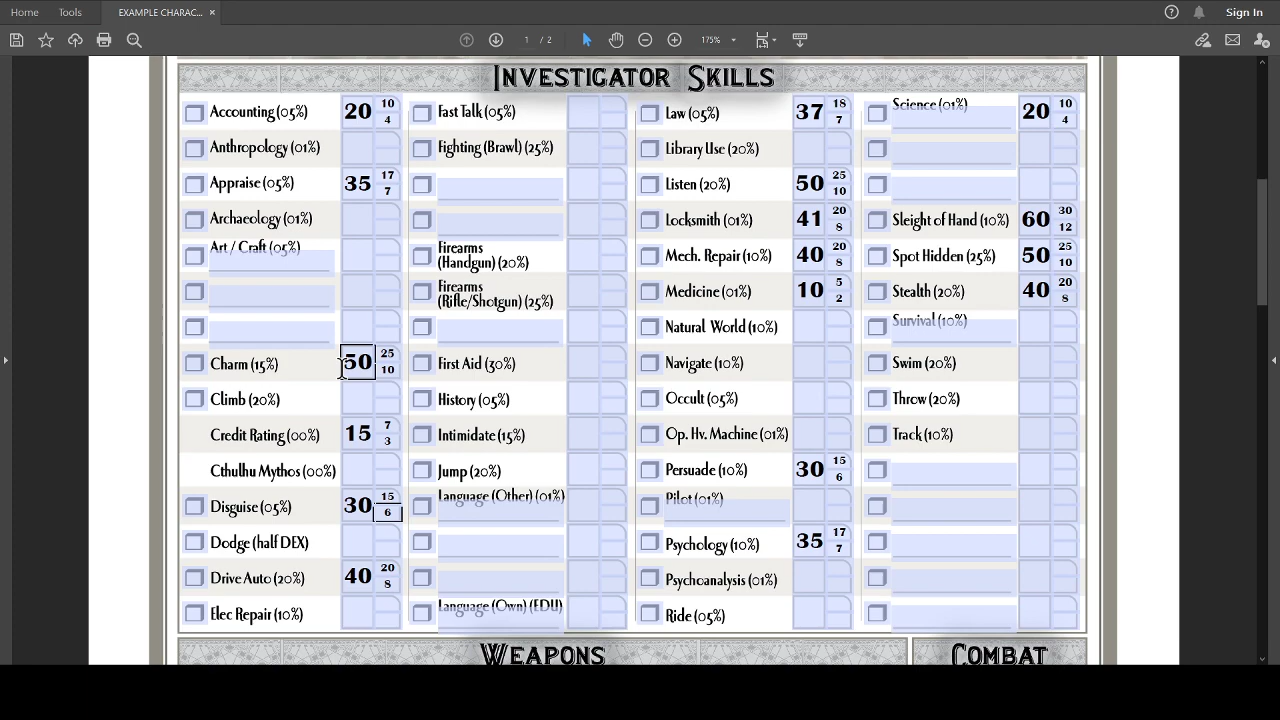 Home Tools EXAMPLE CHARAC... × Sign In
1 / 2 175%
INVESTIGATOR SKILLS
Accounting (05%) 20 10 4
Anthropology (01%)
Appraise (05%) 35 17 7
Archaeology (01%)
Art / Craft (05%)
Charm (15%) 50 25 10
Climb (20%)
Credit Rating (00%) 15 7 3
Cthulhu Mythos (00%)
Disguise (05%) 30 15 6
Dodge (half DEX)
Drive Auto (20%) 40 20 8
Elec Repair (10%)
Fast Talk (05%)
Fighting (Brawl) (25%)
Firearms
(Handgun) (20%)
Firearms
(Rifle/Shotgun) (25%)
First Aid (30%)
History (05%)
Intimidate (15%)
Jump (20%)
Language (Other) (01%)
Language (Own) (EDU)
Law (05%) 37 18 7
Library Use (20%)
Listen (20%) 50 25 10
Locksmith (01%) 41 20 8
Mech. Repair (10%) 40 20 8
Medicine (01%) 10 5 2
Natural World (10%)
Navigate (10%)
Occult (05%)
Op. Hv. Machine (01%)
Persuade (10%) 30 15 6
Pilot (01%)
Psychology (10%) 35 17 7
Psychoanalysis (01%)
Ride (05%)
Science (01%) 20 10 4
Sleight of Hand (10%) 60 30 12
Spot Hidden (25%) 50 25 10
Stealth (20%) 40 20 8
Survival (10%)
Swim (20%)
Throw (20%)
Track (10%)
WEAPONS COMBAT